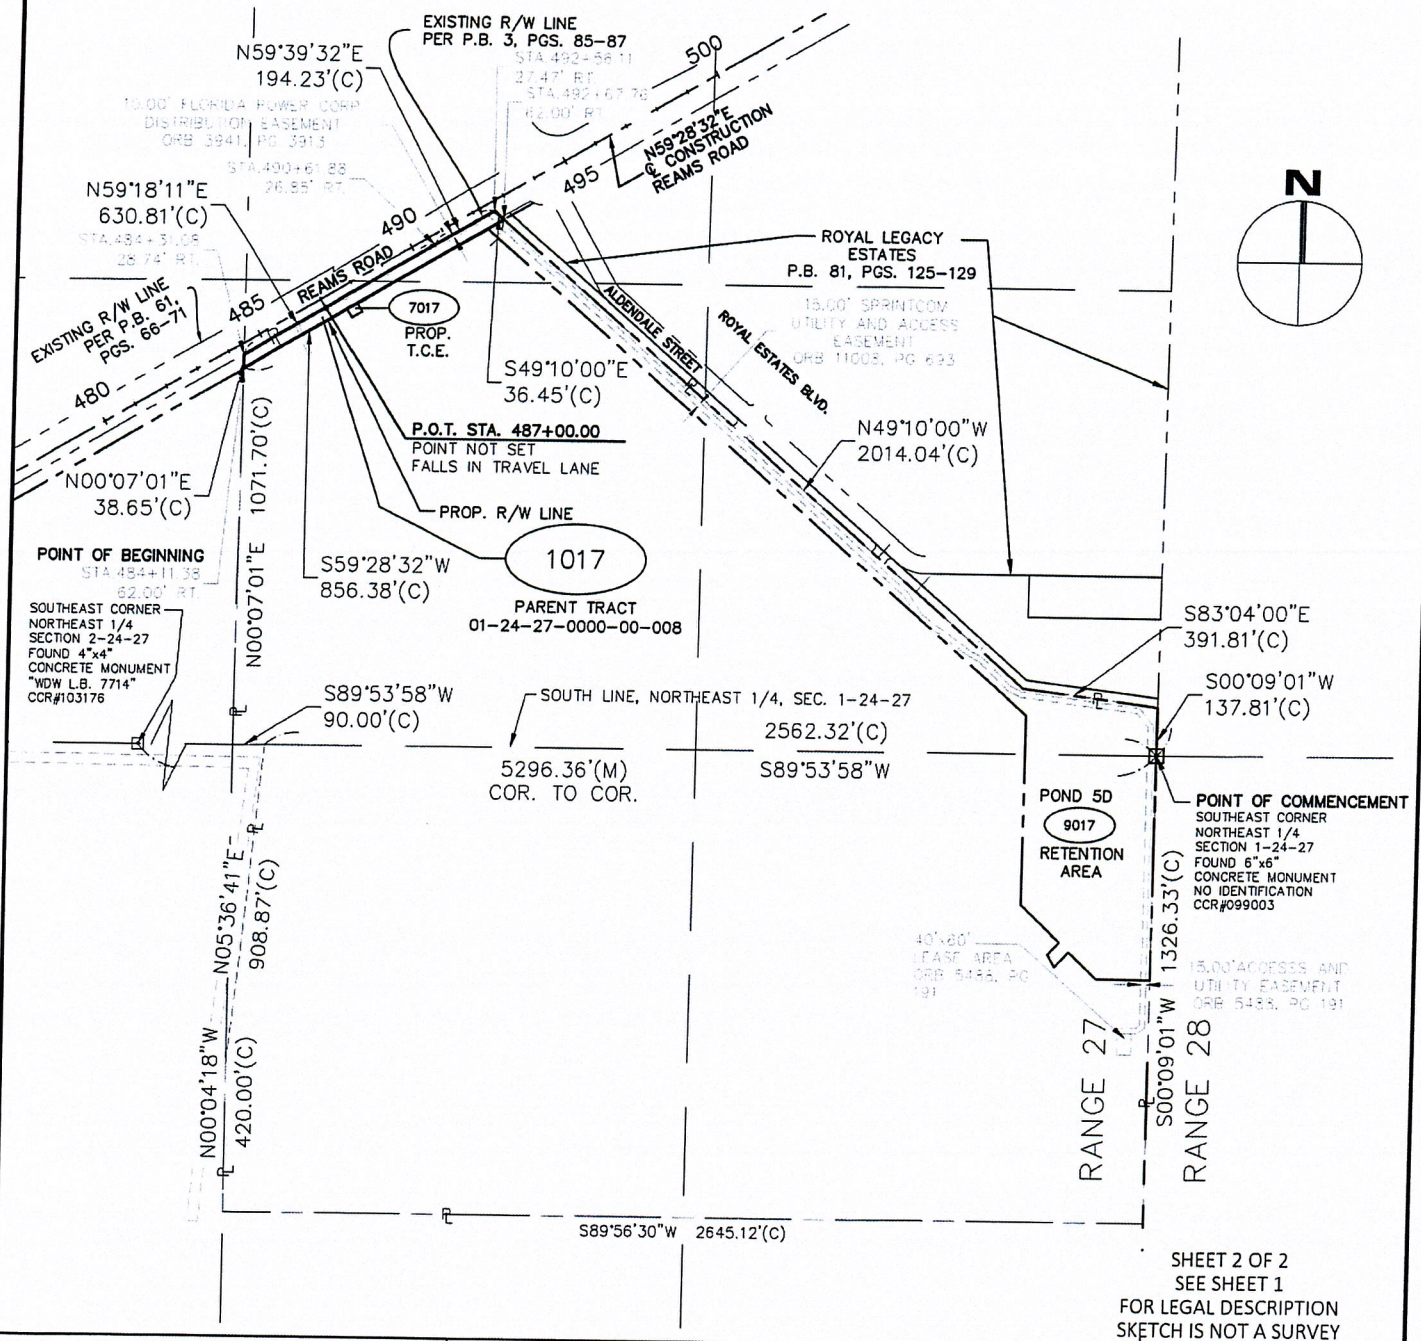 EXISTING R/W LINE
PER P.B. 3, PGS. 85-87
N59°39'32"E
194.23'(C)
STA.492+56.11
27.47' RT.
STA.492+67.76
62.00' RT.
500
10.00' FLORIDA POWER CORP
DISTRIBUTION EASEMENT
ORB 3941, PG 3913
STA.490+61.88
26.85' RT.
N59°28'32"E
℄ CONSTRUCTION
REAMS ROAD
495
N
N59°18'11"E
630.81'(C)
490
STA.484+31.08
28.74' RT.
REAMS ROAD
ROYAL LEGACY
ESTATES
P.B. 81, PGS. 125-129
EXISTING R/W LINE
PER P.B. 61,
PGS. 66-71
485
7017
PROP.
T.C.E.
ALDENDALE STREET
ROYAL ESTATES BLVD.
15.00' SPRINTCOM
UTILITY AND ACCESS
EASEMENT
ORB 11008, PG 693
480
S49°10'00"E
36.45'(C)
P.O.T. STA. 487+00.00
POINT NOT SET
FALLS IN TRAVEL LANE
N49°10'00"W
2014.04'(C)
N00°07'01"E
38.65'(C)
N00°07'01"E 1071.70'(C)
PROP. R/W LINE
POINT OF BEGINNING
STA.484+11.38
62.00' RT.
S59°28'32"W
856.38'(C)
1017
PARENT TRACT
01-24-27-0000-00-008
SOUTHEAST CORNER
NORTHEAST 1/4
SECTION 2-24-27
FOUND 4"x4"
CONCRETE MONUMENT
"WDW L.B. 7714"
CCR#103176
S83°04'00"E
391.81'(C)
S00°09'01"W
137.81'(C)
S89°53'58"W
90.00'(C)
SOUTH LINE, NORTHEAST 1/4, SEC. 1-24-27
2562.32'(C)
5296.36'(M)
COR. TO COR.
S89°53'58"W
POND 5D
9017
RETENTION
AREA
POINT OF COMMENCEMENT
SOUTHEAST CORNER
NORTHEAST 1/4
SECTION 1-24-27
FOUND 6"x6"
CONCRETE MONUMENT
NO IDENTIFICATION
CCR#099003
N05°36'41"E
908.87'(C)
S00°09'01"W 1326.33'(C)
40'x60'
LEASE AREA
ORB 5488, PG
191
15.00'ACCESSS AND
UTILITY EASEMENT
ORB 5488, PG 191
N00°04'18"W
420.00'(C)
RANGE 27
RANGE 28
S89°56'30"W 2645.12'(C)
SHEET 2 OF 2
SEE SHEET 1
FOR LEGAL DESCRIPTION
SKETCH IS NOT A SURVEY